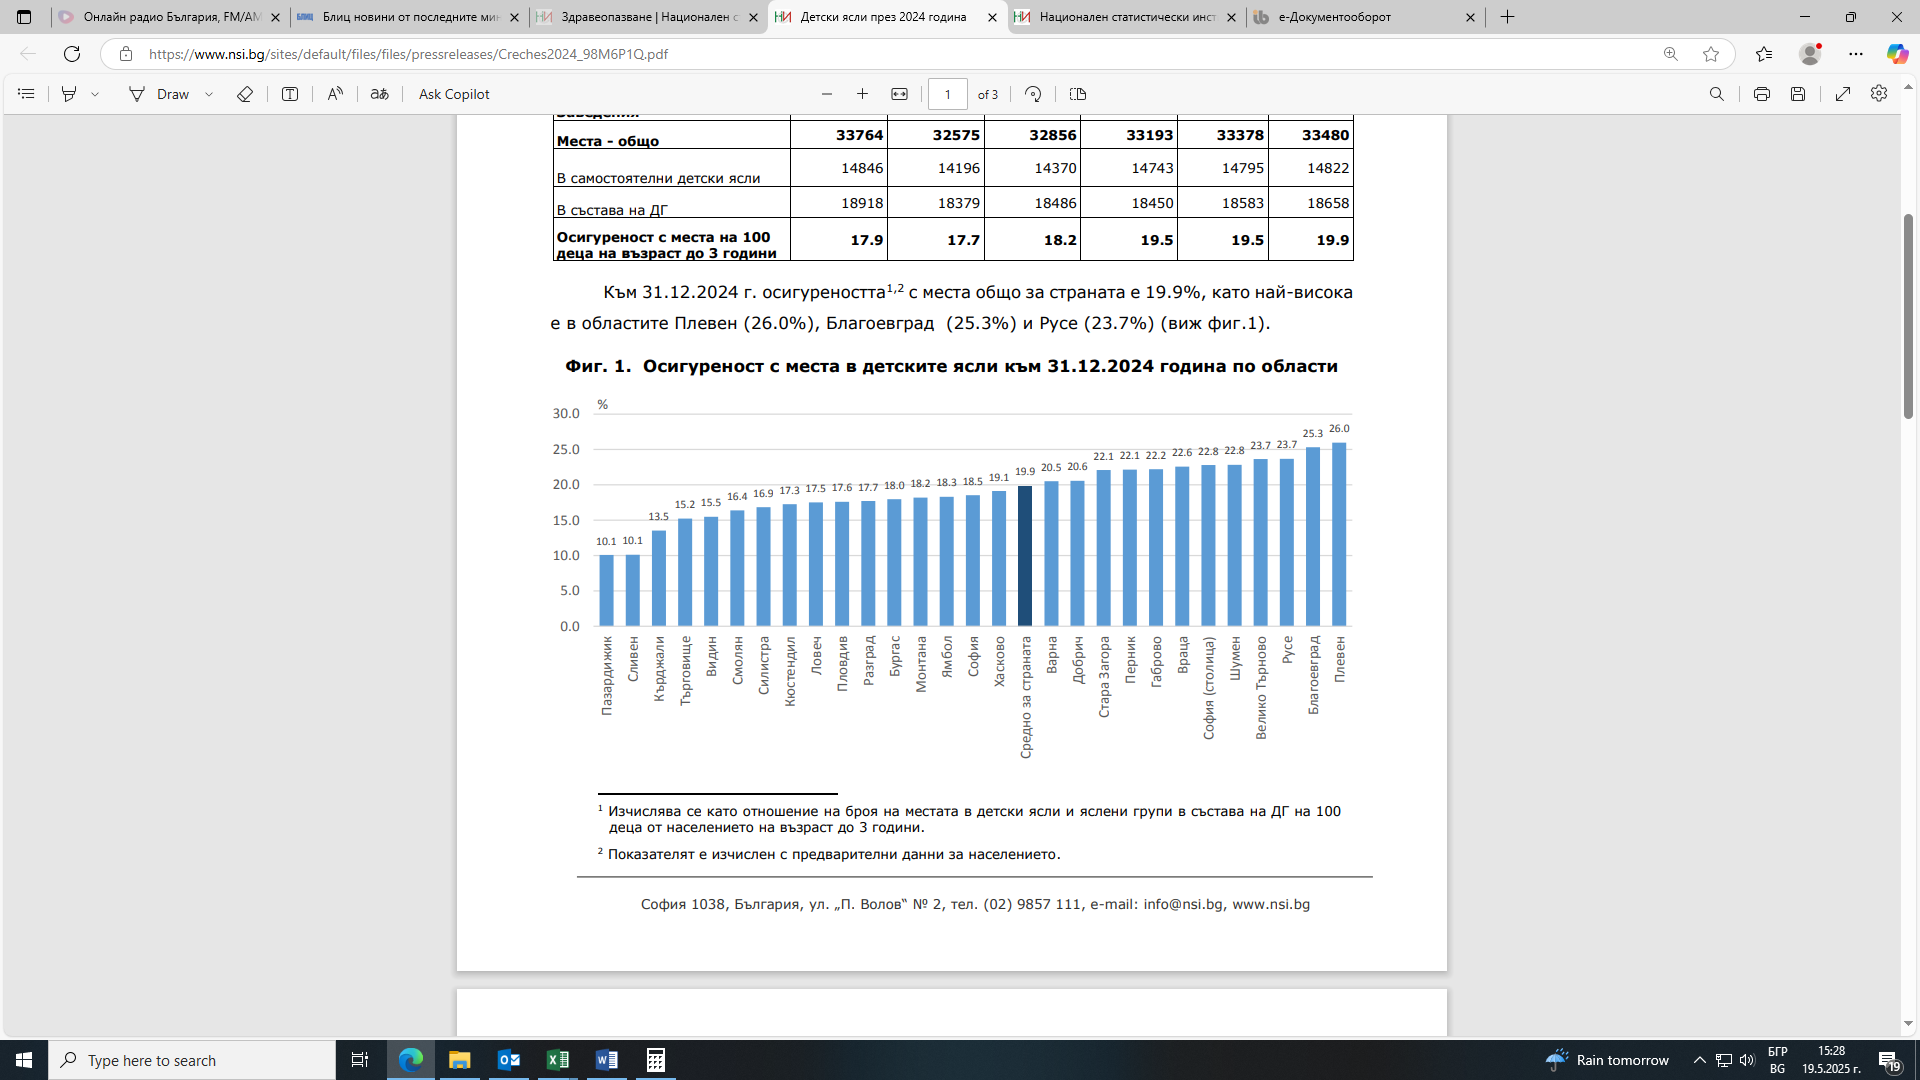 Онлайн радио България, FM/AM
Блиц новини от последните мин
Здравеопазване | Национален с
Детски ясли през 2024 година
Национален статистически инст
е-Документооборот
https://www.nsi.bg/sites/default/files/files/pressreleases/Creches2024_98M6P1Q.pdf
Draw
Ask Copilot
1 of 3
заведения
Места - общо 33764 32575 32856 33193 33378 33480
В самостоятелни детски ясли 14846 14196 14370 14743 14795 14822
В състава на ДГ 18918 18379 18486 18450 18583 18658
Осигуреност с места на 100
деца на възраст до 3 години 17.9 17.7 18.2 19.5 19.5 19.9
Към 31.12.2024 г. осигуреността1,2 с места общо за страната е 19.9%, като най-висока
е в областите Плевен (26.0%), Благоевград (25.3%) и Русе (23.7%) (виж фиг.1).
Фиг. 1. Осигуреност с места в детските ясли към 31.12.2024 година по области
%
30.0
25.0
20.0
15.0
10.0
5.0
0.0
10.1 10.1 13.5 15.2 15.5 16.4 16.9 17.3 17.5 17.6 17.7 18.0 18.2 18.3 18.5 19.1 19.9 20.5 20.6 22.1 22.1 22.2 22.6 22.8 22.8 23.7 23.7 25.3 26.0
Пазарджик
Сливен
Кърджали
Търговище
Видин
Смолян
Силистра
Кюстендил
Ловеч
Пловдив
Разград
Бургас
Монтана
Ямбол
София
Хасково
Средно за страната
Варна
Добрич
Стара Загора
Перник
Габрово
Враца
София (столица)
Шумен
Велико Търново
Русе
Благоевград
Плевен
1 Изчислява се като отношение на броя на местата в детски ясли и яслени групи в състава на ДГ на 100
деца от населението на възраст до 3 години.
2 Показателят е изчислен с предварителни данни за населението.
София 1038, България, ул. „П. Волов“ № 2, тел. (02) 9857 111, e-mail: info@nsi.bg, www.nsi.bg
Type here to search
Rain tomorrow
БГР
BG
15:28
19.5.2025 г.
19